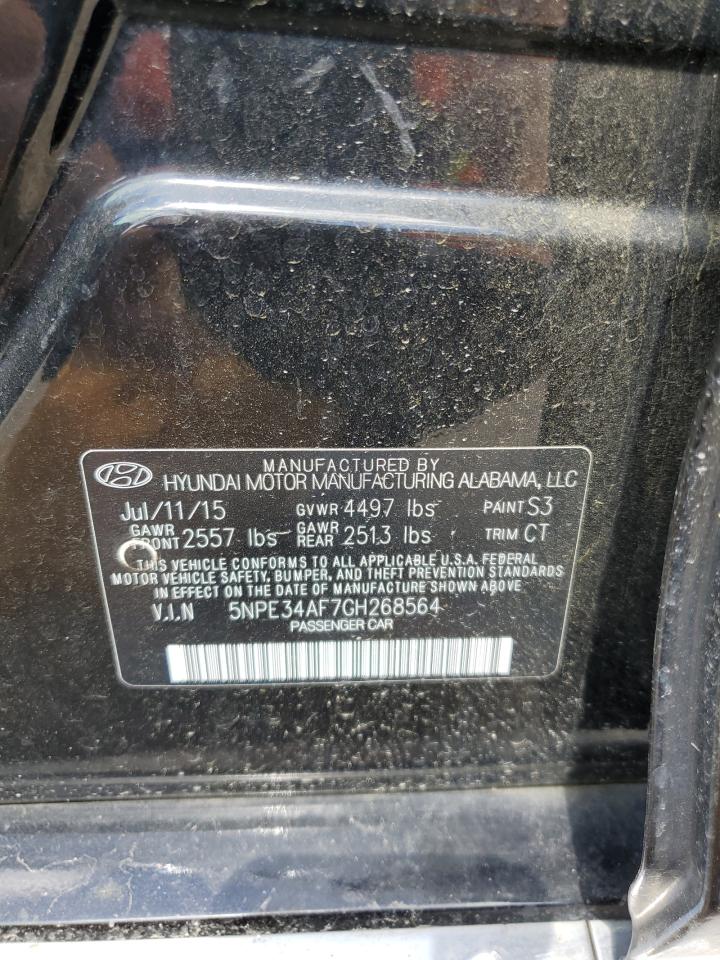 MANUFACTURED BY
HYUNDAI MOTOR MANUFACTURING ALABAMA, LLC
Jul/11/15 GVWR 4497 lbs PAINT S3
GAWR FRONT 2557 lbs GAWR REAR 2513 lbs TRIM CT
THIS VEHICLE CONFORMS TO ALL APPLICABLE U.S.A. FEDERAL
MOTOR VEHICLE SAFETY, BUMPER, AND THEFT PREVENTION STANDARDS
IN EFFECT ON THE DATE OF MANUFACTURE SHOWN ABOVE.
V.I.N 5NPE34AF7GH268564
PASSENGER CAR